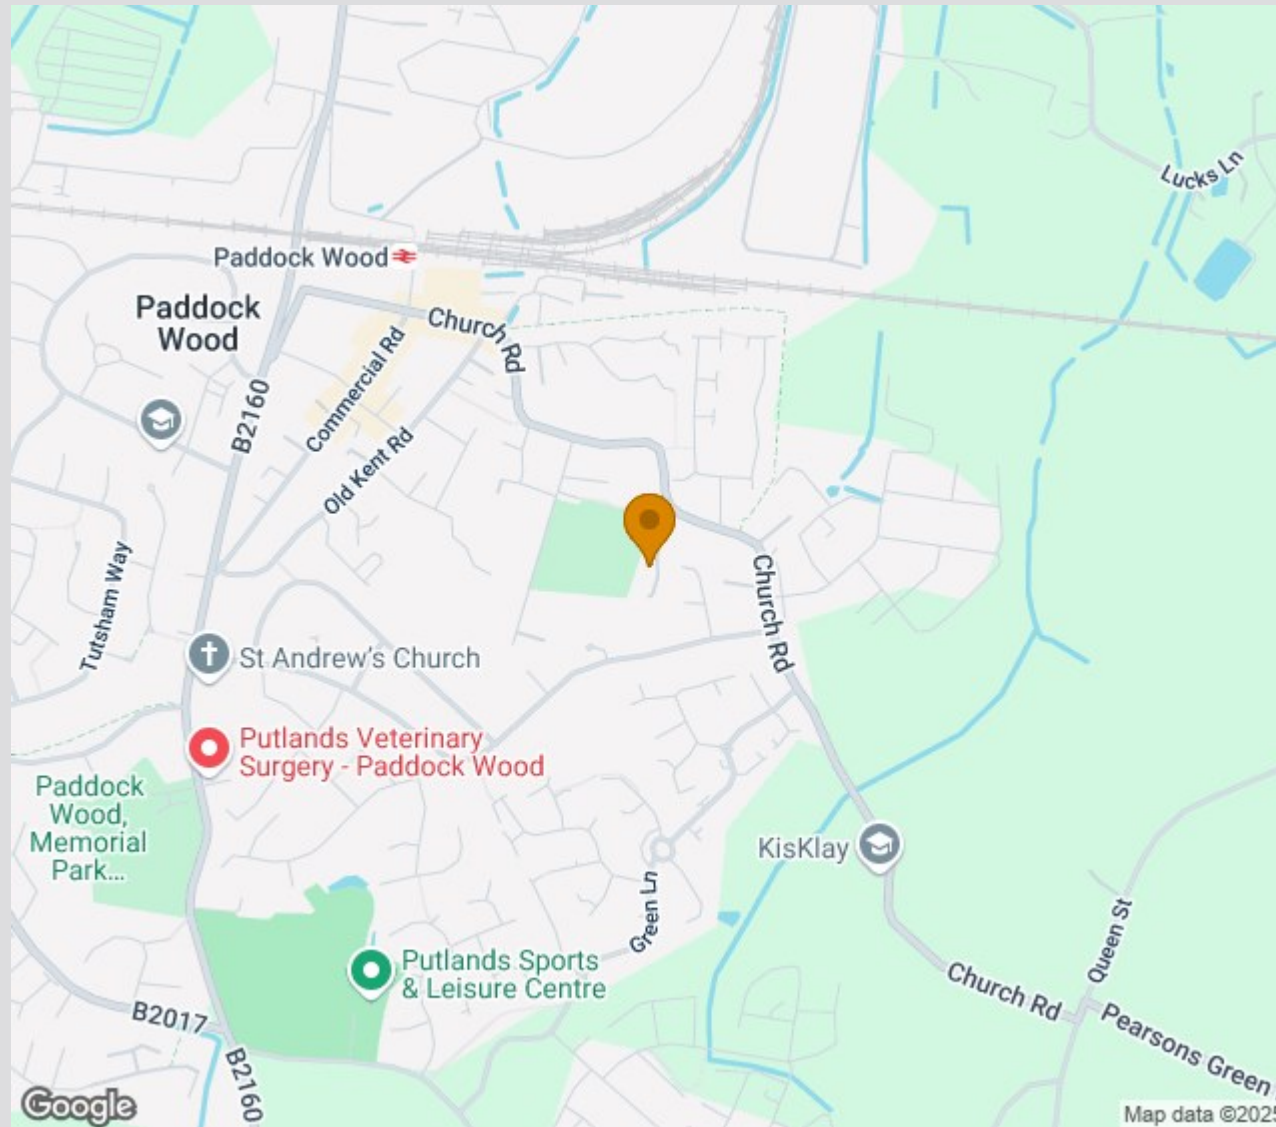 Lucks Ln
Paddock Wood
Paddock
Wood
Church Rd
Commercial Rd
B2160
Old Kent Rd
Tutsham Way
Church Rd
St Andrew's Church
Putlands Veterinary
Surgery - Paddock Wood
Paddock
Wood,
Memorial
Park...
KisKlay
Green Ln
Queen St
Putlands Sports
& Leisure Centre
Church Rd
Pearsons Green
B2017
B2160
Google
Map data ©2025